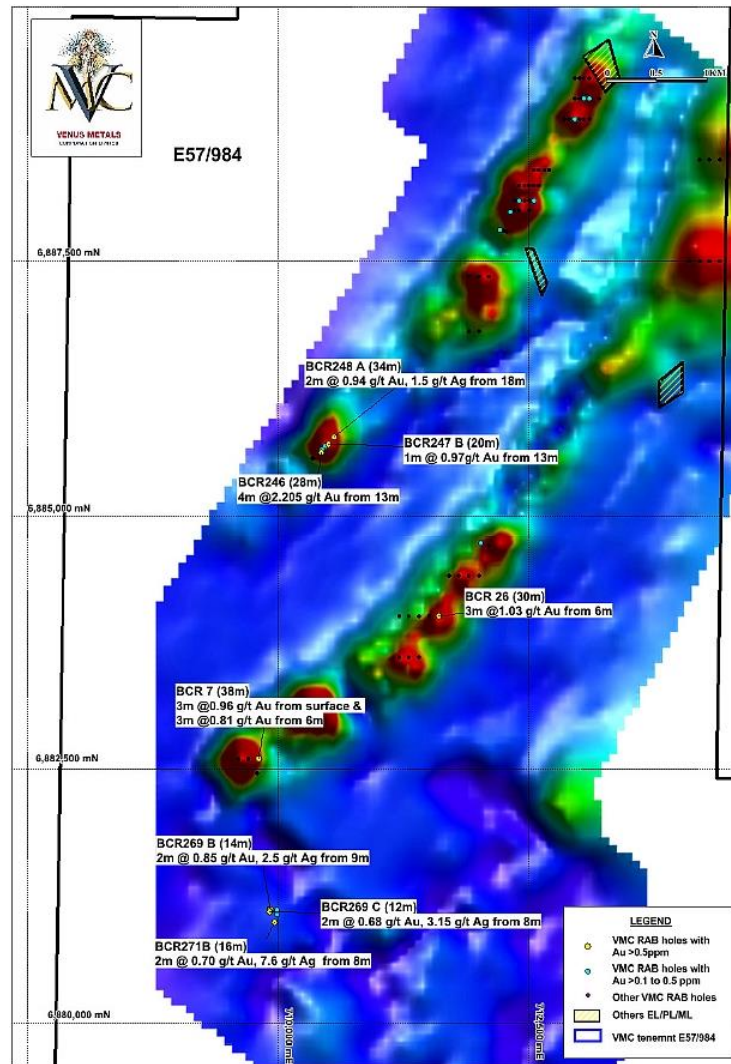 VMC
VENUS METALS
N
0 0.5 1KM
E57/984
6,887,500 mN
BCR248 A (34m)
2m @ 0.94 g/t Au, 1.5 g/t Ag from 18m
BCR247 B (20m)
1m @ 0.97g/t Au from 13m
BCR246 (28m)
4m @2.205 g/t Au from 13m
6,885,000 mN
BCR 26 (30m)
3m @1.03 g/t Au from 6m
BCR 7 (38m)
3m @0.96 g/t Au from surface &
3m @0.81 g/t Au from 6m
6,882,500 mN
BCR269 B (14m)
2m @ 0.85 g/t Au, 2.5 g/t Ag from 9m
BCR269 C (12m)
2m @ 0.68 g/t Au, 3.15 g/t Ag from 8m
BCR271B (16m)
2m @ 0.70 g/t Au, 7.6 g/t Ag from 8m
6,880,000 mN
710,000 mE
712,500 mE
LEGEND
VMC RAB holes with
Au >0.5ppm
VMC RAB holes with
Au >0.1 to 0.5 ppm
Other VMC RAB holes
Others EL/PL/ML
VMC tenemnt E57/984